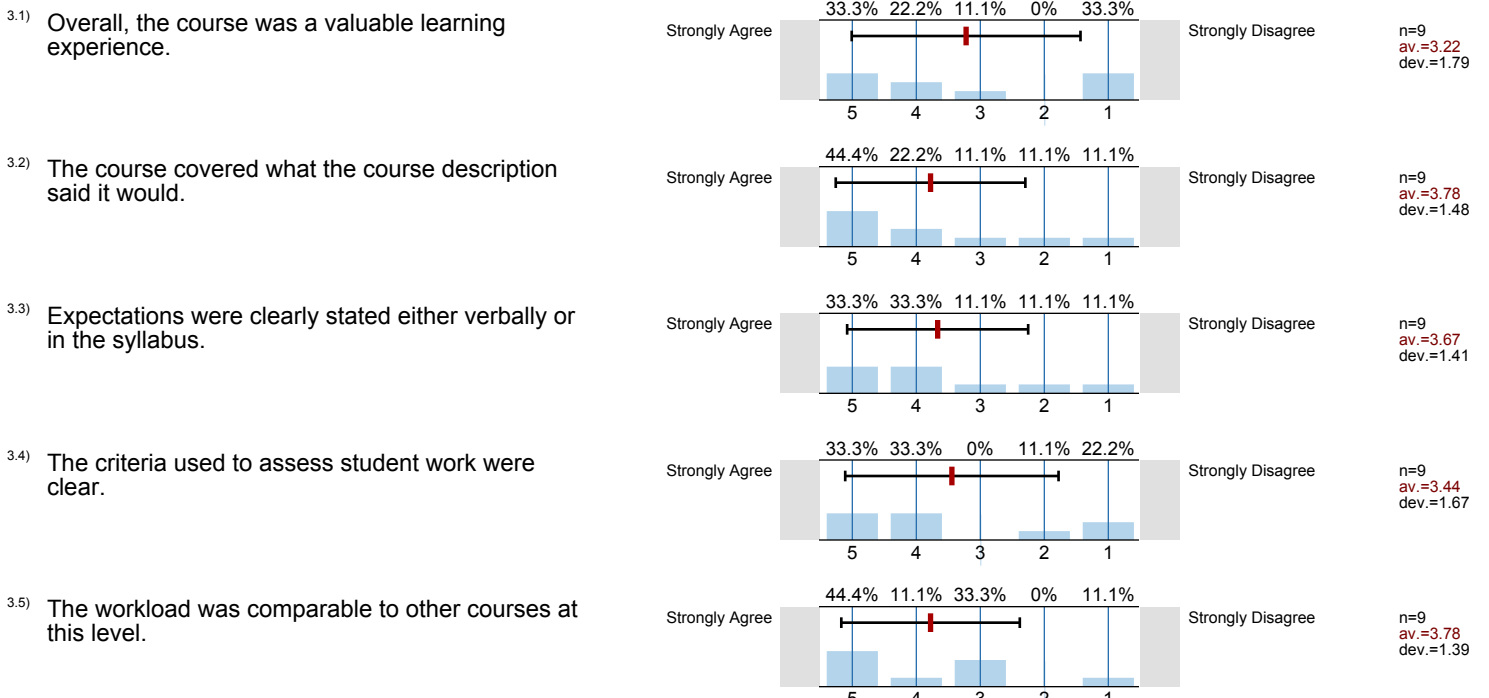 3.1) Overall, the course was a valuable learning
experience.
33.3% 22.2% 11.1% 0% 33.3%
Strongly Agree Strongly Disagree
n=9
av.=3.22
dev.=1.79
5 4 3 2 1
3.2) The course covered what the course description
said it would.
44.4% 22.2% 11.1% 11.1% 11.1%
Strongly Agree Strongly Disagree
n=9
av.=3.78
dev.=1.48
5 4 3 2 1
3.3) Expectations were clearly stated either verbally or
in the syllabus.
33.3% 33.3% 11.1% 11.1% 11.1%
Strongly Agree Strongly Disagree
n=9
av.=3.67
dev.=1.41
5 4 3 2 1
3.4) The criteria used to assess student work were
clear.
33.3% 33.3% 0% 11.1% 22.2%
Strongly Agree Strongly Disagree
n=9
av.=3.44
dev.=1.67
5 4 3 2 1
3.5) The workload was comparable to other courses at
this level.
44.4% 11.1% 33.3% 0% 11.1%
Strongly Agree Strongly Disagree
n=9
av.=3.78
dev.=1.39
5 4 3 2 1